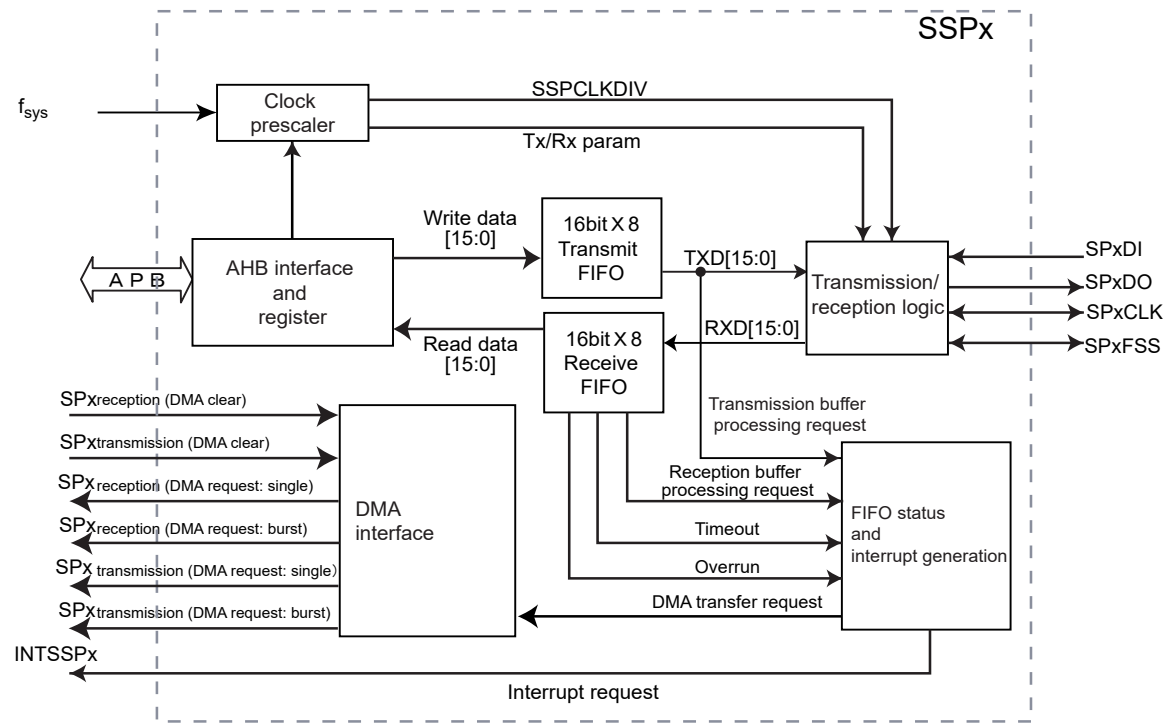 SSPx
fsys
Clock
prescaler
SSPCLKDIV
Tx/Rx param
Write data
[15:0]
16bit X 8
Transmit
FIFO
TXD[15:0]
APB
AHB interface
and
register
Transmission/
reception logic
SPxDI
SPxDO
SPxCLK
SPxFSS
Read data
[15:0]
16bit X 8
Receive
FIFO
RXD[15:0]
SPxreception (DMA clear)
SPxtransmission (DMA clear)
SPx reception (DMA request: single)
SPxreception (DMA request: burst)
SPx transmission (DMA request: single)
SPxtransmission (DMA request: burst)
INTSSPx
DMA
interface
Transmission buffer
processing request
Reception buffer
processing request
Timeout
Overrun
DMA transfer request
FIFO status
and
interrupt generation
Interrupt request